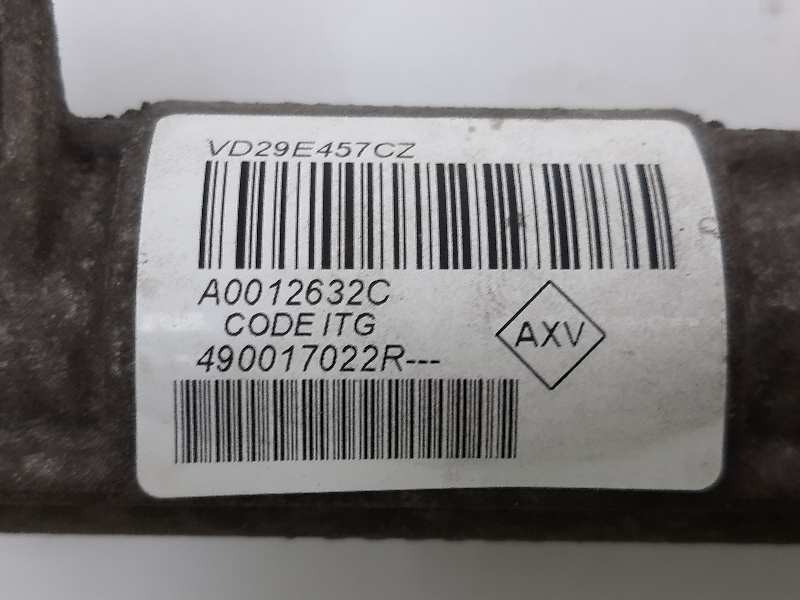 VD29E457CZ
A0012632C
CODE ITG
AXV
490017022R---